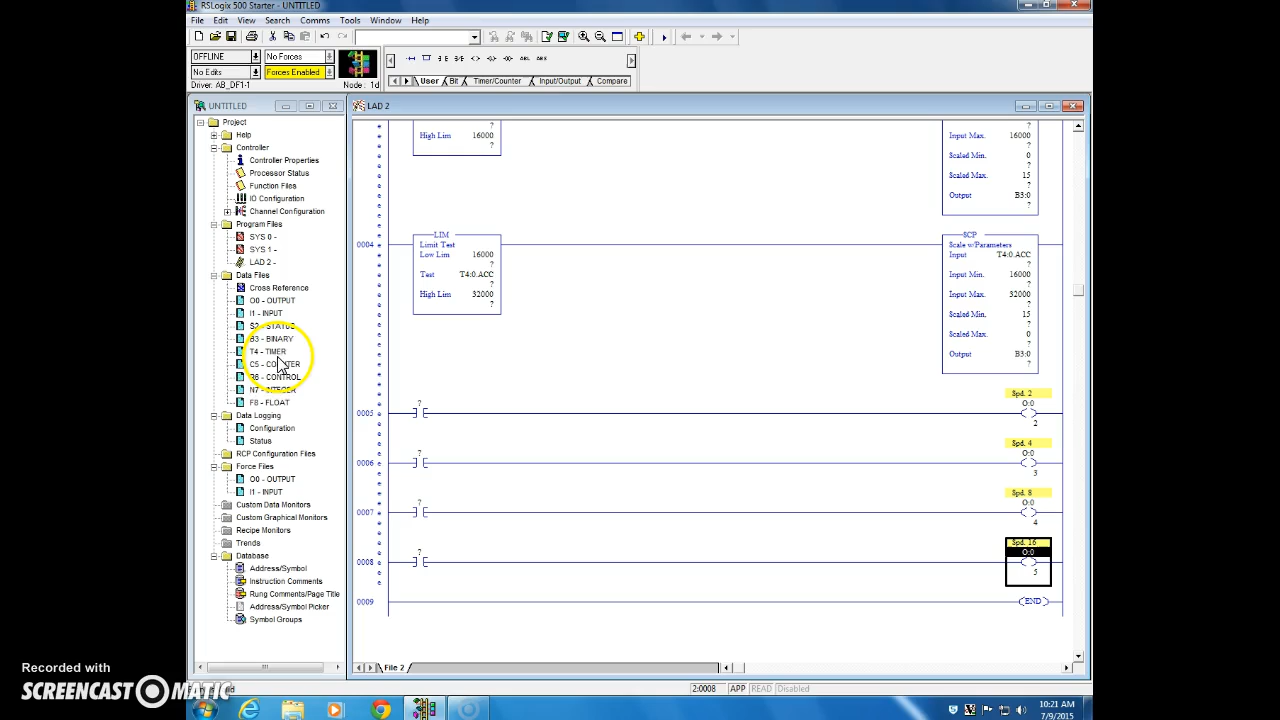 RSLogix 500 Starter - UNTITLED
File Edit View Search Comms Tools Window Help
OFFLINE No Forces
No Edits Forces Enabled
Driver: AB_DF1-1 Node: 1d
User Bit Timer/Counter Input/Output Compare
UNTITLED
Project
Help
Controller
Controller Properties
Processor Status
Function Files
IO Configuration
Channel Configuration
Program Files
SYS 0 -
SYS 1 -
LAD 2 -
Data Files
Cross Reference
O0 - OUTPUT
I1 - INPUT
S2 - STATUS
B3 - BINARY
T4 - TIMER
C5 - COUNTER
R6 - CONTROL
N7 - INTEGER
F8 - FLOAT
Data Logging
Configuration
Status
RCP Configuration Files
Force Files
O0 - OUTPUT
I1 - INPUT
Custom Data Monitors
Custom Graphical Monitors
Recipe Monitors
Trends
Database
Address/Symbol
Instruction Comments
Rung Comments/Page Title
Address/Symbol Picker
Symbol Groups
LAD 2
?
High Lim 16000
?
?
Input Max. 16000
?
Scaled Min. 0
?
Scaled Max. 15
?
Output B3:0
?
0004
LIM
Limit Test
Low Lim 16000
?
Test T4:0.ACC
?
High Lim 32000
?
SCP
Scale w/Parameters
Input T4:0.ACC
?
Input Min. 16000
?
Input Max. 32000
?
Scaled Min. 15
?
Scaled Max. 0
?
Output B3:0
?
0005 ? Spd. 2
O:0
2
0006 ? Spd. 4
O:0
3
0007 ? Spd. 8
O:0
4
0008 ? Spd. 16
O:0
5
0009 END
File 2
2:0008 APP READ Disabled
Recorded with
SCREENCAST MATIC
10:21 AM
7/9/2015